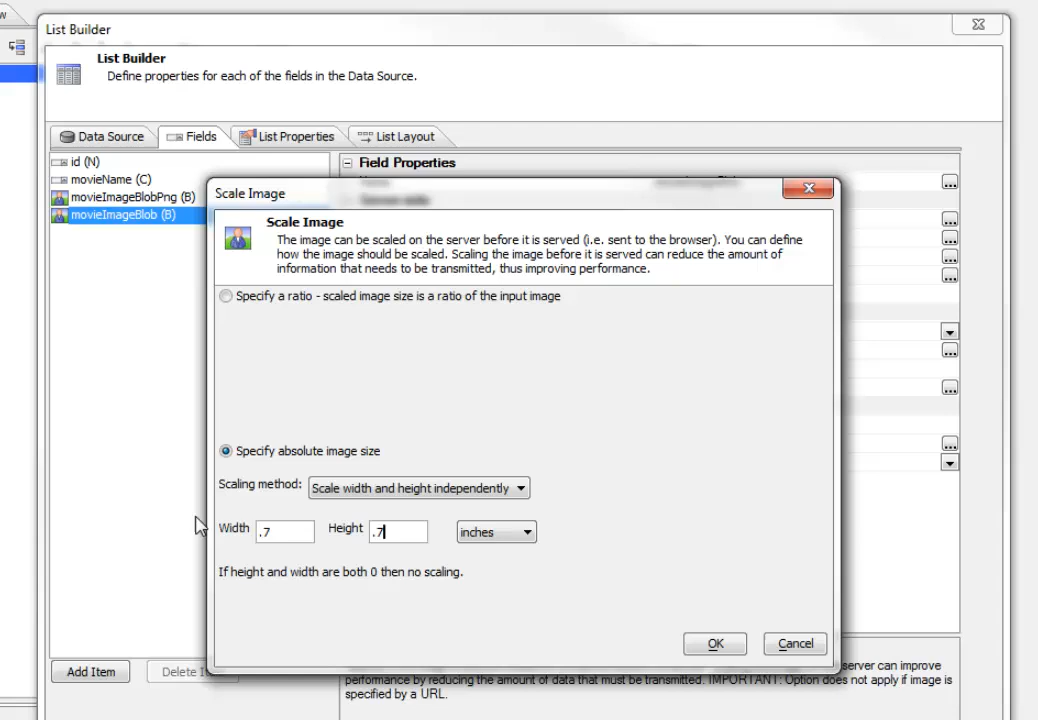 w
List Builder
List Builder
Define properties for each of the fields in the Data Source.
Data Source
Fields
List Properties
List Layout
id (N)
movieName (C)
movieImageBlobPng (B)
movieImageBlob (B)
Field Properties
Scale Image
Scale Image
The image can be scaled on the server before it is served (i.e. sent to the browser). You can define
how the image should be scaled. Scaling the image before it is served can reduce the amount of
information that needs to be transmitted, thus improving performance.
Specify a ratio - scaled image size is a ratio of the input image
Specify absolute image size
Scaling method: Scale width and height independently
Width .7 Height .7 inches
If height and width are both 0 then no scaling.
OK Cancel
Add Item Delete I
server can improve
performance by reducing the amount of data that must be transmitted. IMPORTANT: Option does not apply if image is
specified by a URL.